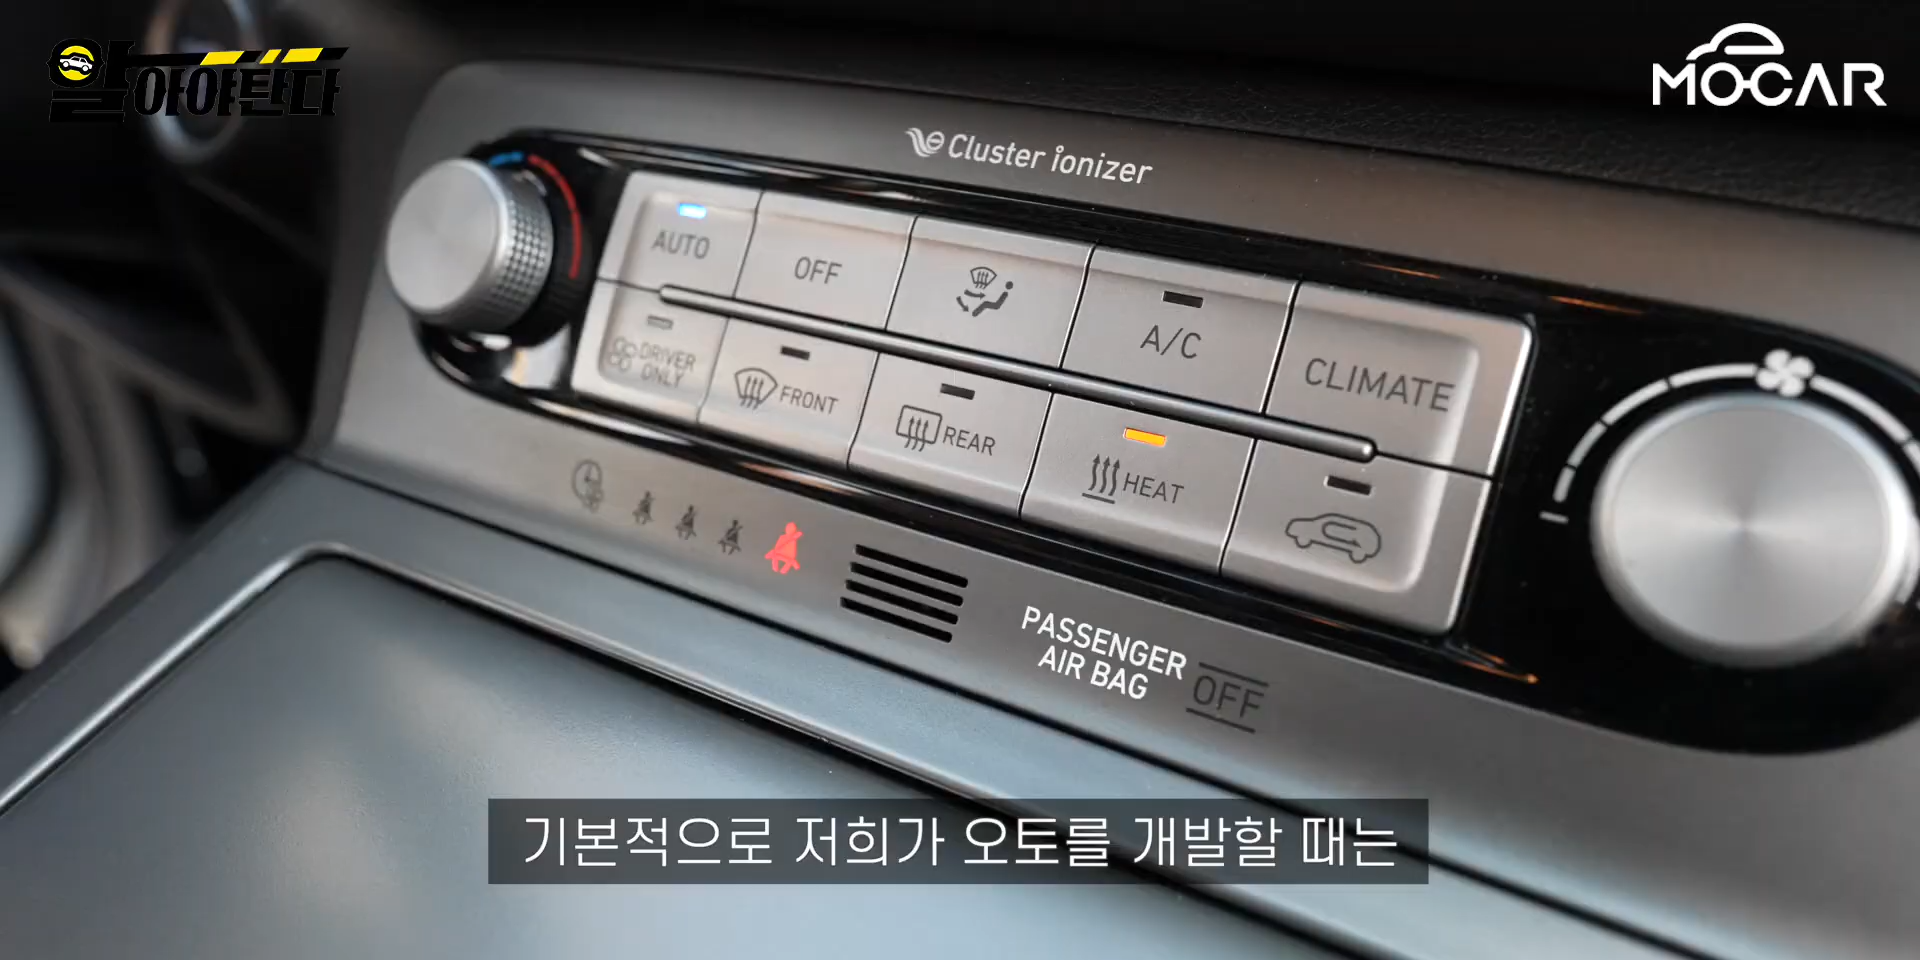 알아야탄다
MOCAR
Cluster ionizer
AUTO
OFF
A/C
CLIMATE
DRIVER
ONLY
FRONT
REAR
HEAT
PASSENGER
AIR BAG
OFF
기본적으로 저희가 오토를 개발할 때는